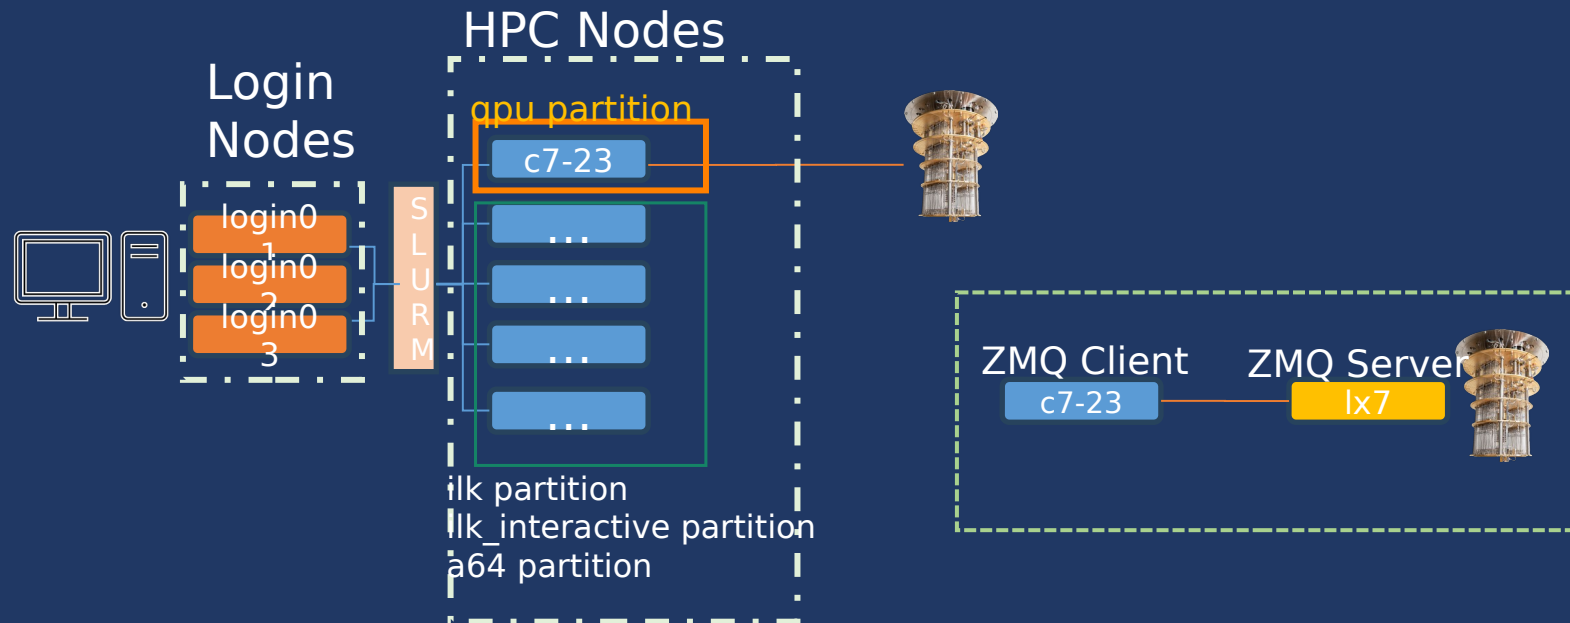 HPC Nodes
Login
Nodes
qpu partition
c7-23
login0
1
login0
2
login0
3
S
L
U
R
M
...
...
...
...
ilk partition
ilk_interactive partition
a64 partition
ZMQ Client
ZMQ Server
c7-23
lx7